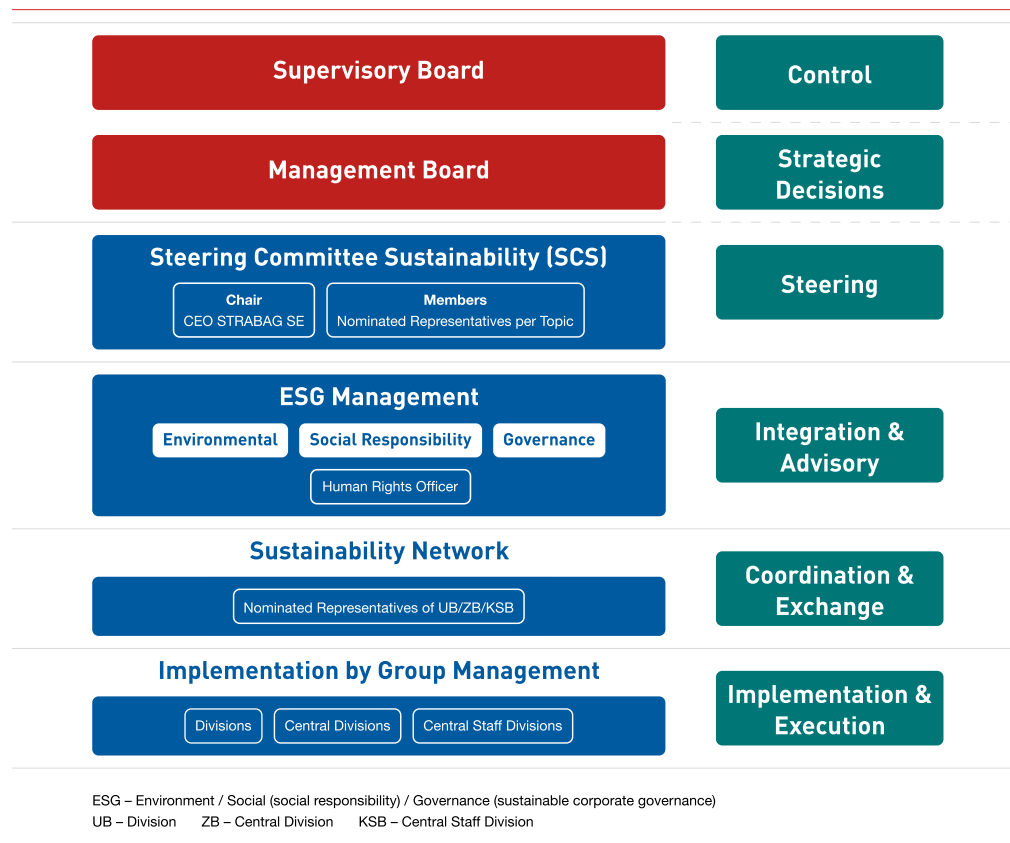 Supervisory Board
Control
Management Board
Strategic
Decisions
Steering Committee Sustainability (SCS)
Chair
CEO STRABAG SE
Members
Nominated Representatives per Topic
Steering
ESG Management
Environmental
Social Responsibility
Governance
Human Rights Officer
Integration &
Advisory
Sustainability Network
Nominated Representatives of UB/ZB/KSB
Coordination &
Exchange
Implementation by Group Management
Divisions
Central Divisions
Central Staff Divisions
Implementation &
Execution
ESG – Environment / Social (social responsibility) / Governance (sustainable corporate governance)
UB – Division ZB – Central Division KSB – Central Staff Division